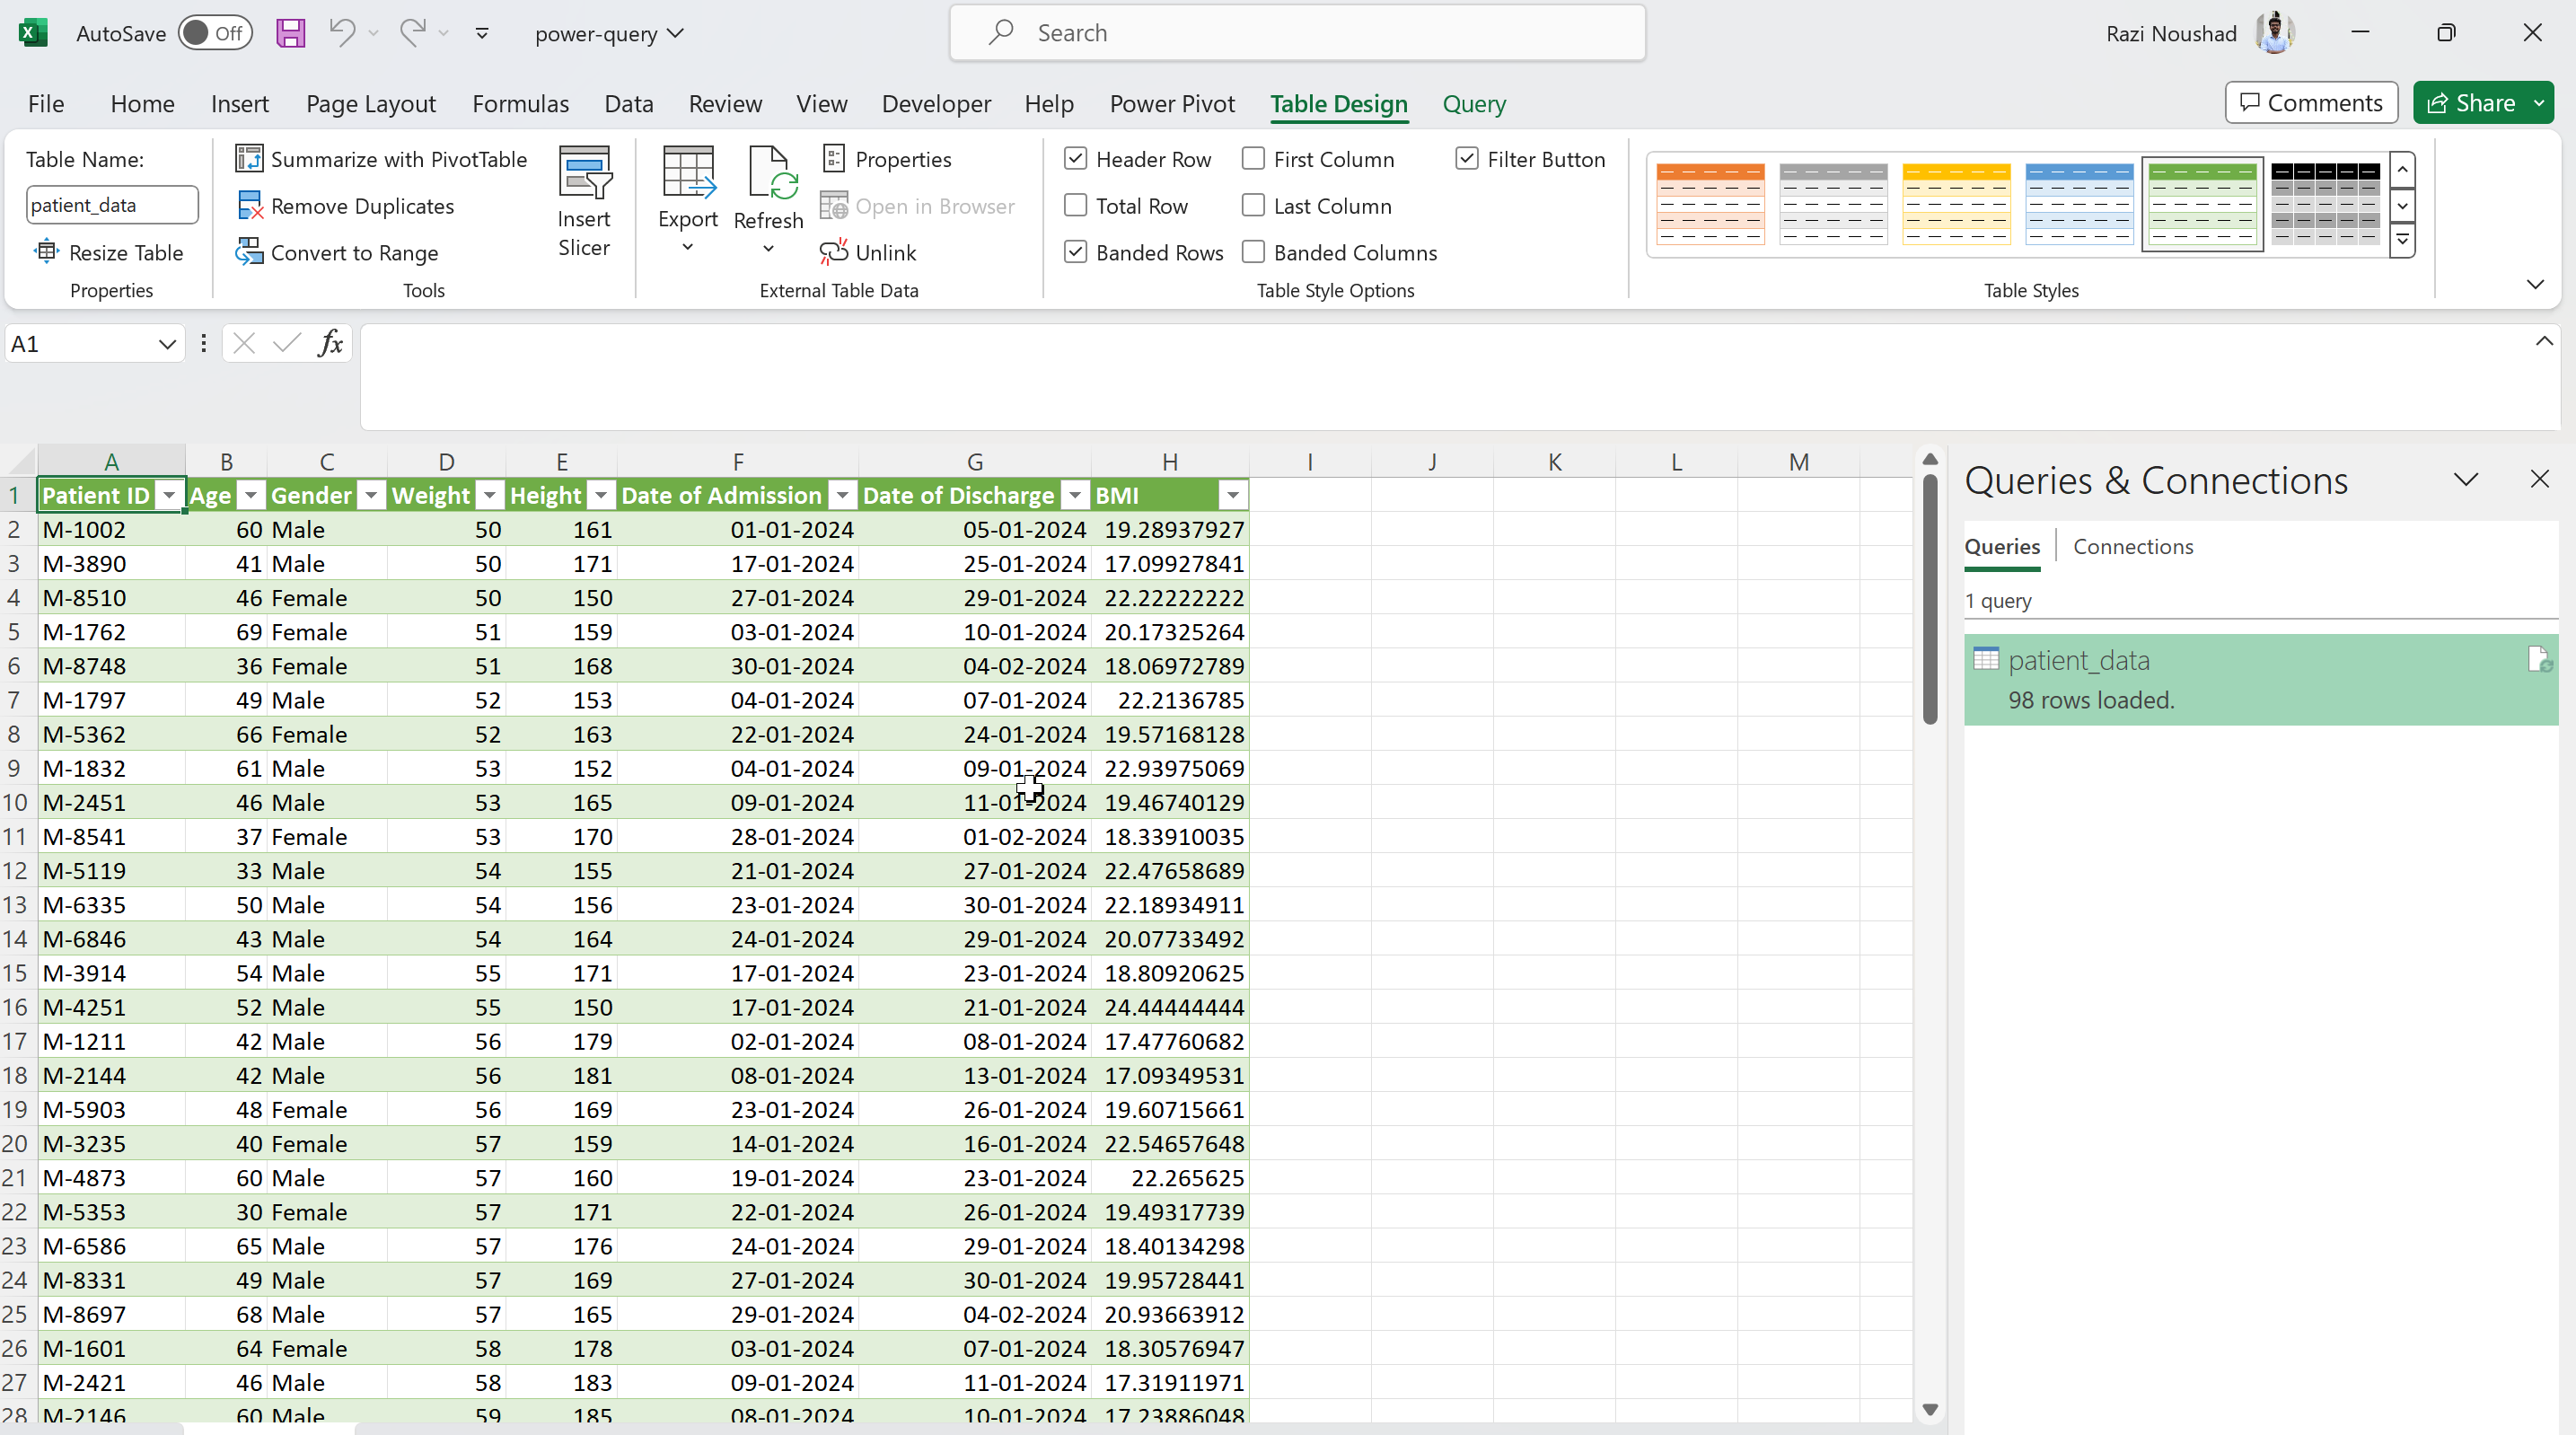 AutoSave Off power-query Search Razi Noushad
File Home Insert Page Layout Formulas Data Review View Developer Help Power Pivot Table Design Query Comments Share
Table Name:
patient_data
Resize Table
Properties
Summarize with PivotTable
Remove Duplicates
Convert to Range
Insert
Slicer
Tools
Export
Refresh
Properties
Open in Browser
Unlink
External Table Data
Header Row First Column Filter Button
Total Row Last Column
Banded Rows Banded Columns
Table Style Options
Table Styles
A1 fx
A B C D E F G H I J K L M
1 Patient ID Age Gender Weight Height Date of Admission Date of Discharge BMI
2 M-1002 60 Male 50 161 01-01-2024 05-01-2024 19.28937927
3 M-3890 41 Male 50 171 17-01-2024 25-01-2024 17.09927841
4 M-8510 46 Female 50 150 27-01-2024 29-01-2024 22.22222222
5 M-1762 69 Female 51 159 03-01-2024 10-01-2024 20.17325264
6 M-8748 36 Female 51 168 30-01-2024 04-02-2024 18.06972789
7 M-1797 49 Male 52 153 04-01-2024 07-01-2024 22.2136785
8 M-5362 66 Female 52 163 22-01-2024 24-01-2024 19.57168128
9 M-1832 61 Male 53 152 04-01-2024 09-01-2024 22.93975069
10 M-2451 46 Male 53 165 09-01-2024 11-01-2024 19.46740129
11 M-8541 37 Female 53 170 28-01-2024 01-02-2024 18.33910035
12 M-5119 33 Male 54 155 21-01-2024 27-01-2024 22.47658689
13 M-6335 50 Male 54 156 23-01-2024 30-01-2024 22.18934911
14 M-6846 43 Male 54 164 24-01-2024 29-01-2024 20.07733492
15 M-3914 54 Male 55 171 17-01-2024 23-01-2024 18.80920625
16 M-4251 52 Male 55 150 17-01-2024 21-01-2024 24.44444444
17 M-1211 42 Male 56 179 02-01-2024 08-01-2024 17.47760682
18 M-2144 42 Male 56 181 08-01-2024 13-01-2024 17.09349531
19 M-5903 48 Female 56 169 23-01-2024 26-01-2024 19.60715661
20 M-3235 40 Female 57 159 14-01-2024 16-01-2024 22.54657648
21 M-4873 60 Male 57 160 19-01-2024 23-01-2024 22.265625
22 M-5353 30 Female 57 171 22-01-2024 26-01-2024 19.49317739
23 M-6586 65 Male 57 176 24-01-2024 29-01-2024 18.40134298
24 M-8331 49 Male 57 169 27-01-2024 30-01-2024 19.95728441
25 M-8697 68 Male 57 165 29-01-2024 04-02-2024 20.93663912
26 M-1601 64 Female 58 178 03-01-2024 07-01-2024 18.30576947
27 M-2421 46 Male 58 183 09-01-2024 11-01-2024 17.31911971
28 M-2146 60 Male 59 185 08-01-2024 10-01-2024 17.23886048
Queries & Connections
Queries Connections
1 query
patient_data
98 rows loaded.